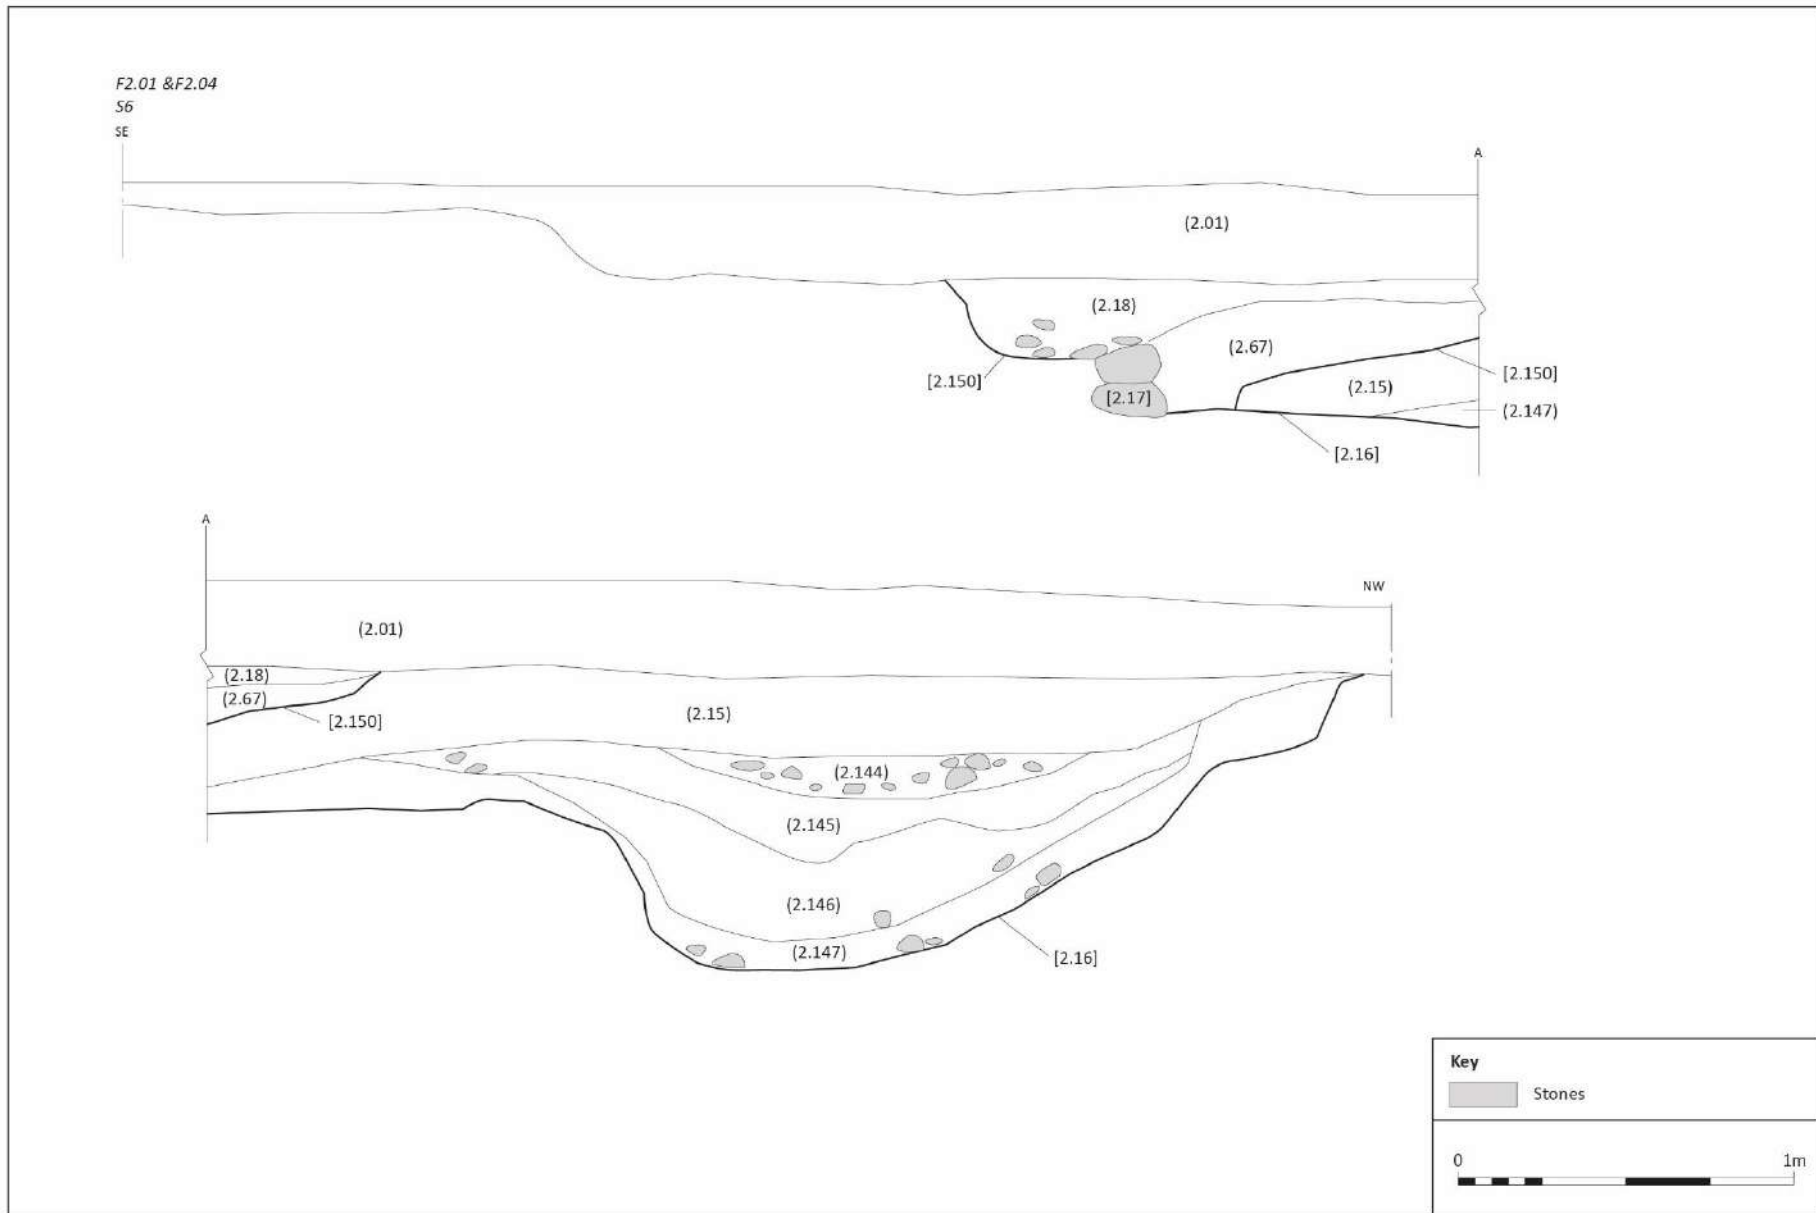 F2.01 &F2.04
S6
SE
A
(2.01)
(2.18)
(2.67)
[2.150]
[2.150]
(2.15)
[2.17]
(2.147)
[2.16]
A
NW
(2.01)
(2.18)
(2.67)
[2.150]
(2.15)
(2.144)
(2.145)
(2.146)
(2.147)
[2.16]
Key
Stones
0 1m